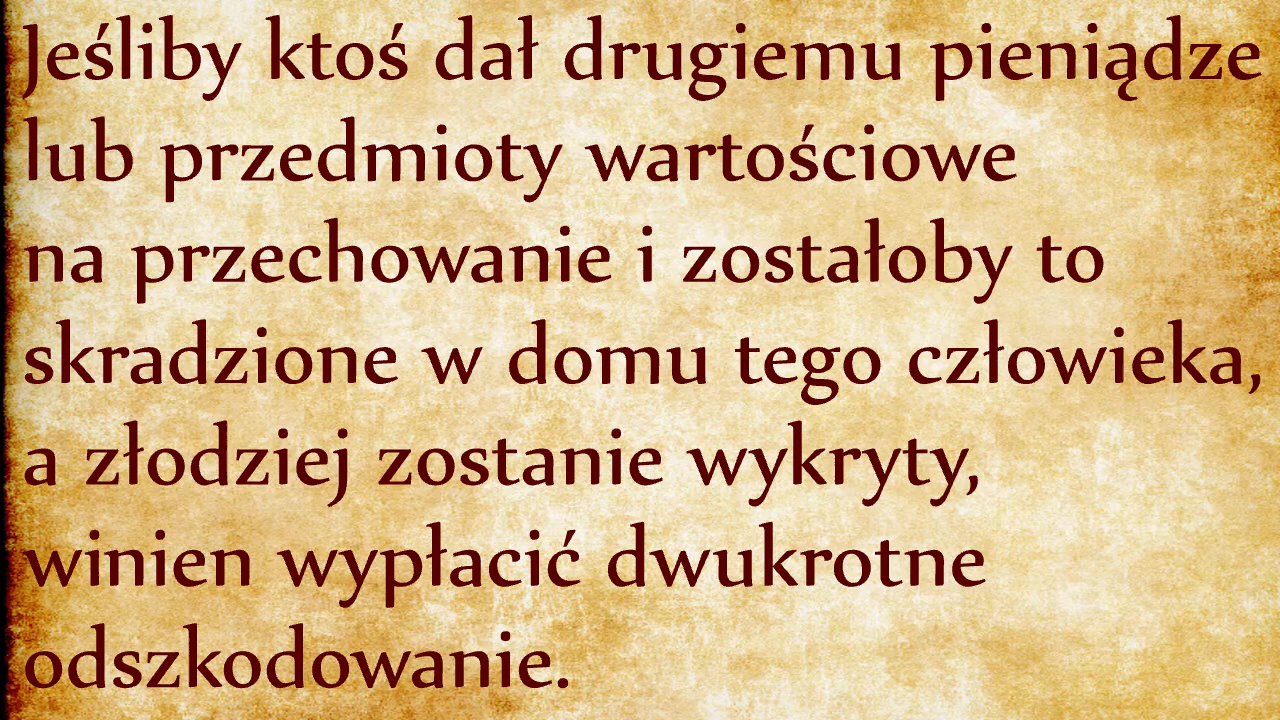 Jeśliby ktoś dał drugiemu pieniądze
lub przedmioty wartościowe
na przechowanie i zostałoby to
skradzione w domu tego człowieka,
a złodziej zostanie wykryty,
winien wypłacić dwukrotne
odszkodowanie.